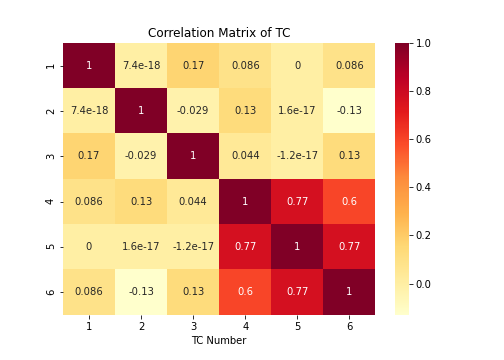 Correlation Matrix of TC
1 1 7.4e-18 0.17 0.086 0 0.086
2 7.4e-18 1 -0.029 0.13 1.6e-17 -0.13
3 0.17 -0.029 1 0.044 -1.2e-17 0.13
4 0.086 0.13 0.044 1 0.77 0.6
5 0 1.6e-17 -1.2e-17 0.77 1 0.77
6 0.086 -0.13 0.13 0.6 0.77 1
1 2 3 4 5 6
TC Number
1.0
0.8
0.6
0.4
0.2
0.0